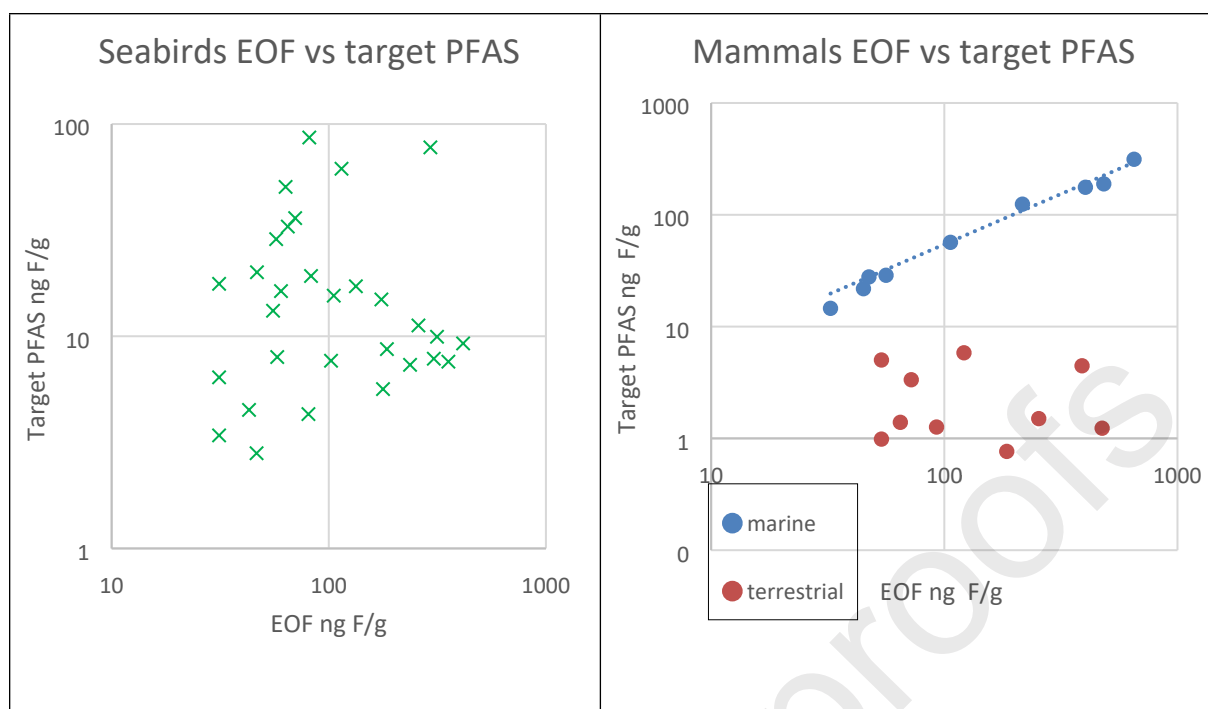 Seabirds EOF vs target PFAS
100
10
1
10
100
1000
Target PFAS ng F/g
EOF ng F/g
Mammals EOF vs target PFAS
1000
100
10
1
0
10
100
1000
Target PFAS ng F/g
EOF ng F/g
marine
terrestrial
proofs